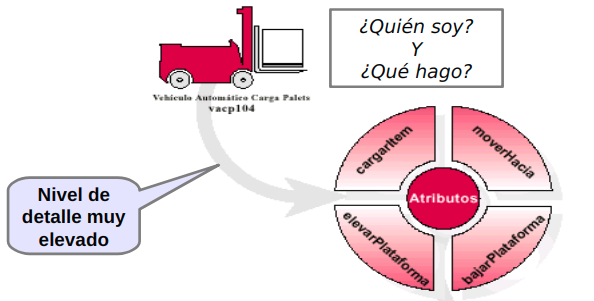 ¿Quién soy?
Y
¿Qué hago?
Vehículo Automático Carga Palets
vacp104
cargarItem
moverHacia
Nivel de
detalle muy
elevado
Atributos
elevarPlataforma
bajarPlataforma